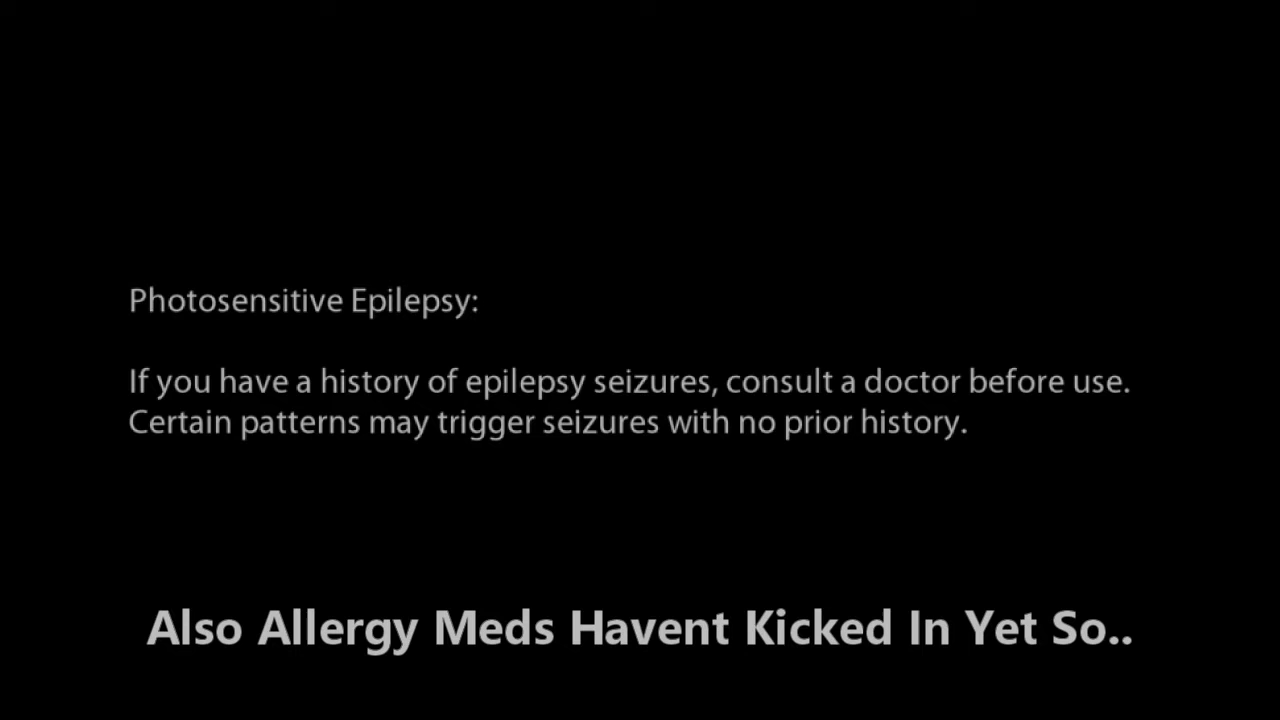 Photosensitive Epilepsy:
If you have a history of epilepsy seizures, consult a doctor before use.
Certain patterns may trigger seizures with no prior history.
Also Allergy Meds Havent Kicked In Yet So..